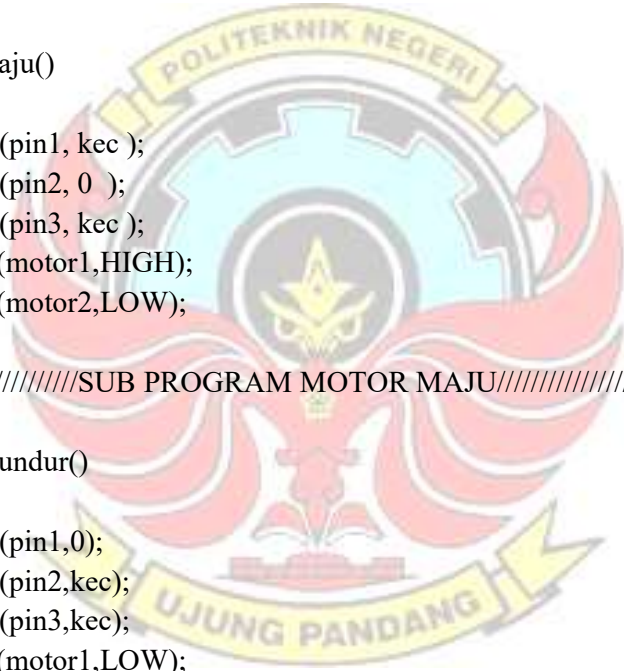 POLITEKNIK NEGERI
aju()
(pin1, kec );
(pin2, 0 );
(pin3, kec );
(motor1,HIGH);
(motor2,LOW);
//////////SUB PROGRAM MOTOR MAJU///////////////
undur()
(pin1,0);
(pin2,kec);
(pin3,kec);
(motor1,LOW);
UJUNG PANDANG